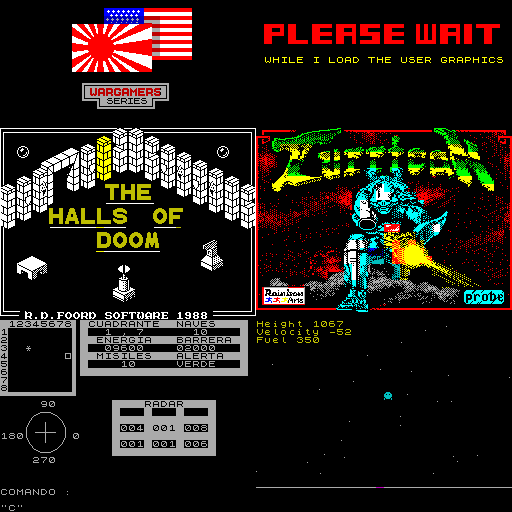 PLEASE WAIT
WHILE I LOAD THE USER GRAPHICS
WARGAMERS
SERIES
THE
HALLS OF
DOOM
R.D.FOORD SOFTWARE 1988
Turrican
Rainbow
Arts
probe
12345678
1
2
3
4
5
6
7
8
CUADRANTE NAVES
1 , 7 10
ENERGIA BARRERA
09600 02000
MISILES ALERTA
10 VERDE
90
180 0
270
RADAR
004 001 008
001 001 006
COMANDO :
"C"
Height 1067
Velocity -52
Fuel 350